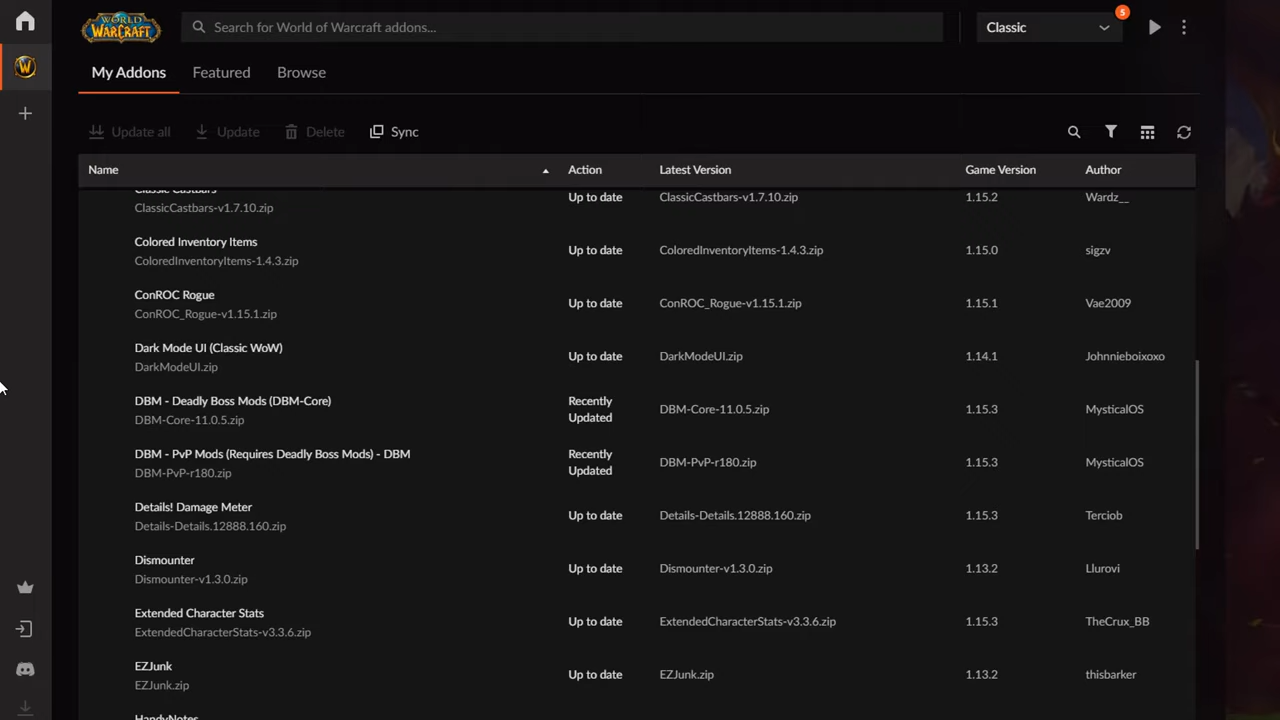 WORLD
WARCRAFT
Search for World of Warcraft addons...
Classic
5
My Addons
Featured
Browse
Update all
Update
Delete
Sync
Name
Action
Latest Version
Game Version
Author
Classic Castbars
ClassicCastbars-v1.7.10.zip
Up to date
ClassicCastbars-v1.7.10.zip
1.15.2
Wardz__
Colored Inventory Items
ColoredInventoryItems-1.4.3.zip
Up to date
ColoredInventoryItems-1.4.3.zip
1.15.0
sigzv
ConROC Rogue
ConROC_Rogue-v1.15.1.zip
Up to date
ConROC_Rogue-v1.15.1.zip
1.15.1
Vae2009
Dark Mode UI (Classic WoW)
DarkModeUI.zip
Up to date
DarkModeUI.zip
1.14.1
Johnnieboixoxo
DBM - Deadly Boss Mods (DBM-Core)
DBM-Core-11.0.5.zip
Recently
Updated
DBM-Core-11.0.5.zip
1.15.3
MysticalOS
DBM - PvP Mods (Requires Deadly Boss Mods) - DBM
DBM-PvP-r180.zip
Recently
Updated
DBM-PvP-r180.zip
1.15.3
MysticalOS
Details! Damage Meter
Details-Details.12888.160.zip
Up to date
Details-Details.12888.160.zip
1.15.3
Terciob
Dismounter
Dismounter-v1.3.0.zip
Up to date
Dismounter-v1.3.0.zip
1.13.2
Llurovi
Extended Character Stats
ExtendedCharacterStats-v3.3.6.zip
Up to date
ExtendedCharacterStats-v3.3.6.zip
1.15.3
TheCrux_BB
EZJunk
EZJunk.zip
Up to date
EZJunk.zip
1.13.2
thisbarker
HandyNotes